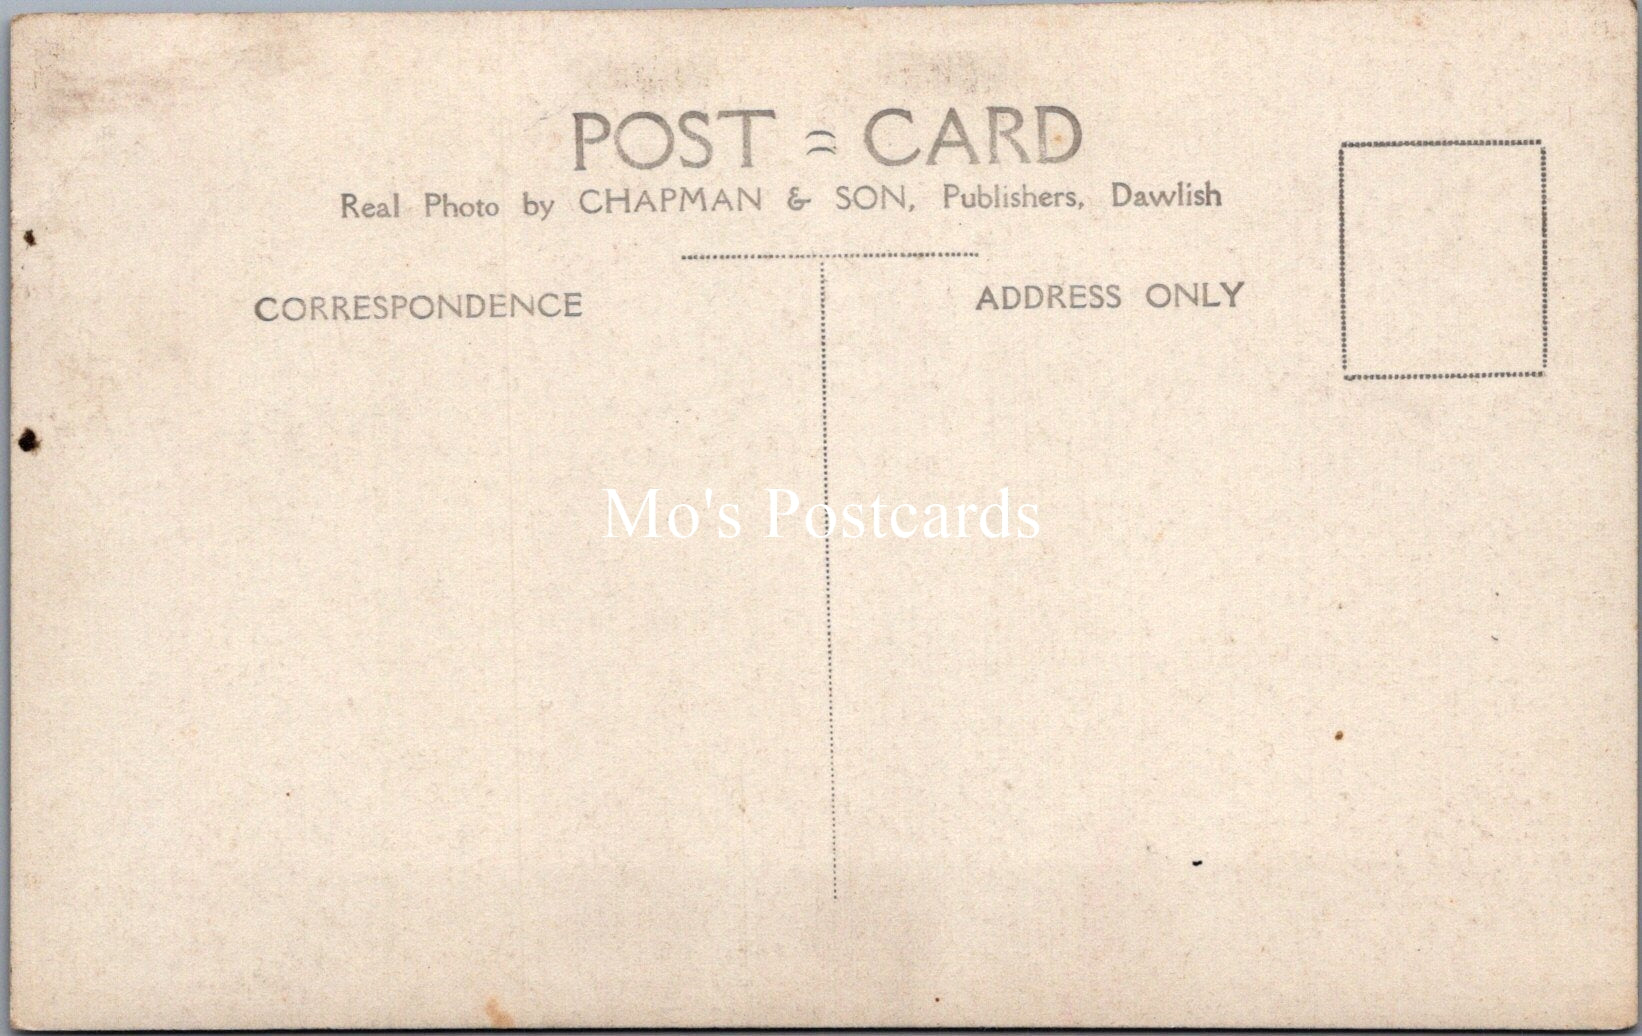 POST = CARD
Real Photo by CHAPMAN & SON, Publishers, Dawlish
CORRESPONDENCE
ADDRESS ONLY
Mo's Postcards